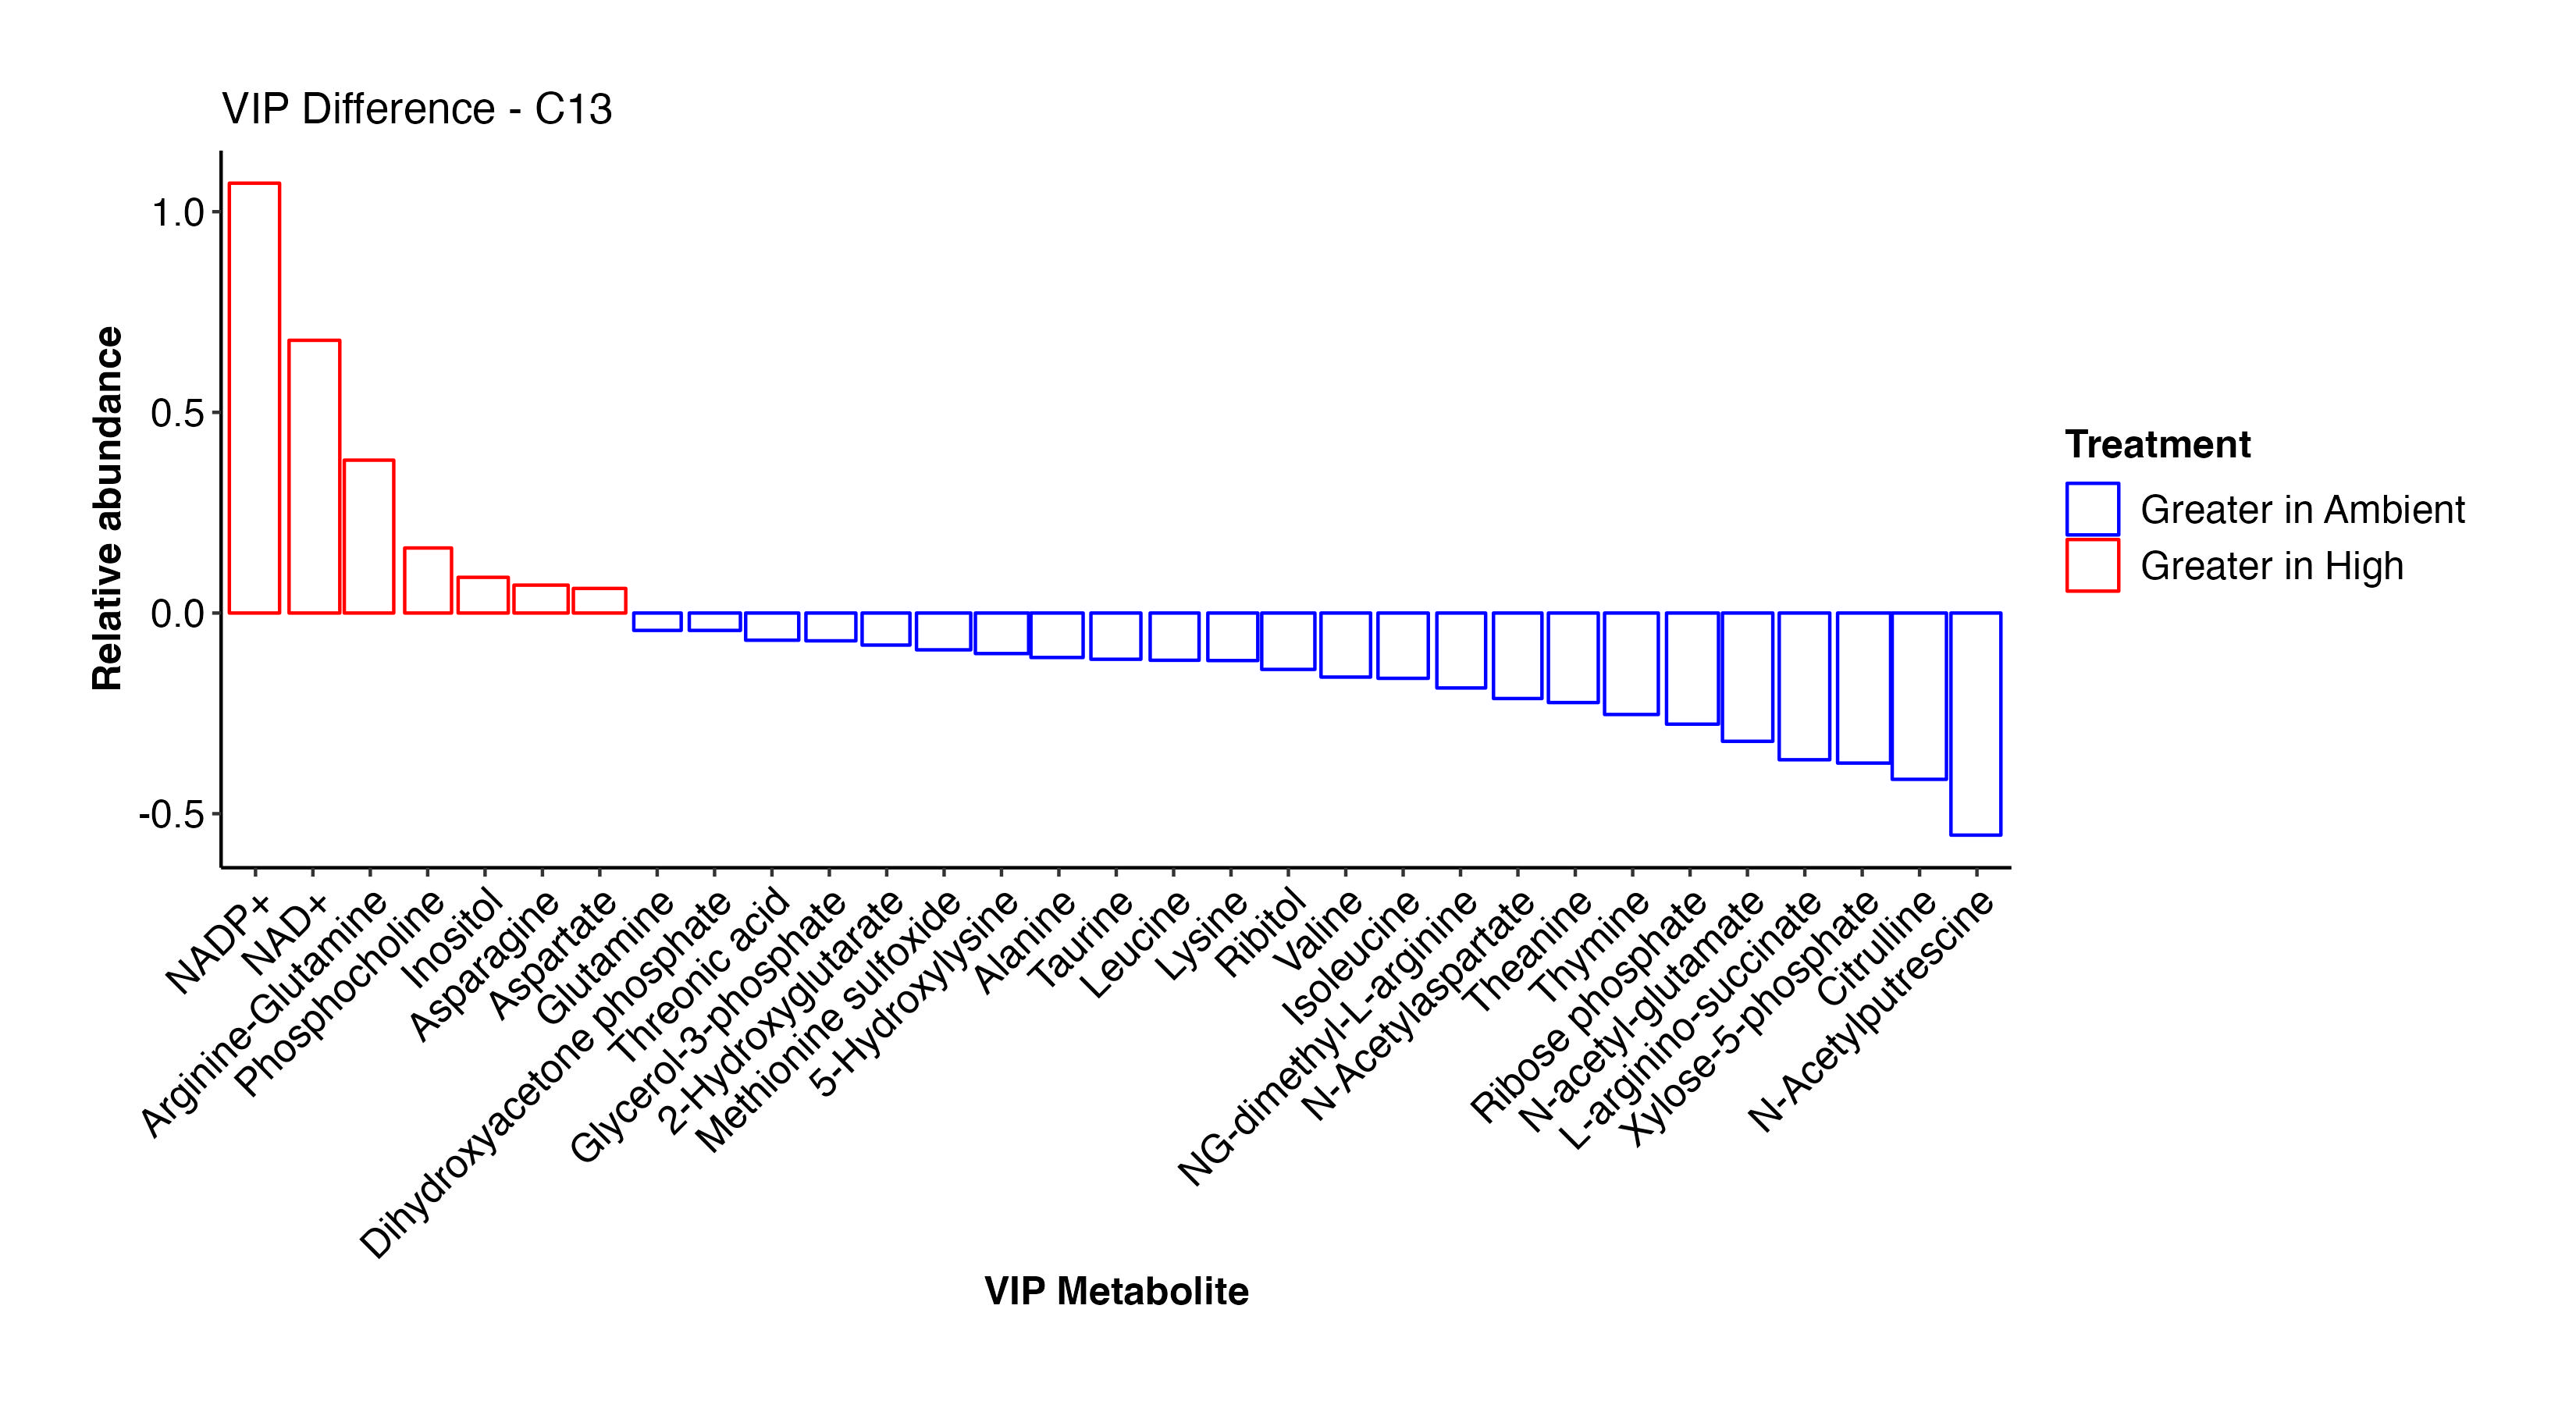 VIP Difference - C13
Relative abundance
1.0
0.5
0.0
-0.5
NADP+
NAD+
Arginine-Glutamine
Phosphocholine
Inositol
Asparagine
Aspartate
Glutamine
Dihydroxyacetone phosphate
Threonic acid
Glycerol-3-phosphate
2-Hydroxyglutarate
Methionine sulfoxide
5-Hydroxylysine
Alanine
Taurine
Leucine
Lysine
Ribitol
Valine
Isoleucine
NG-dimethyl-L-arginine
N-Acetylaspartate
Theanine
Thymine
Ribose phosphate
N-acetyl-glutamate
L-arginino-succinate
Xylose-5-phosphate
Citrulline
N-Acetylputrescine
VIP Metabolite
Treatment
Greater in Ambient
Greater in High